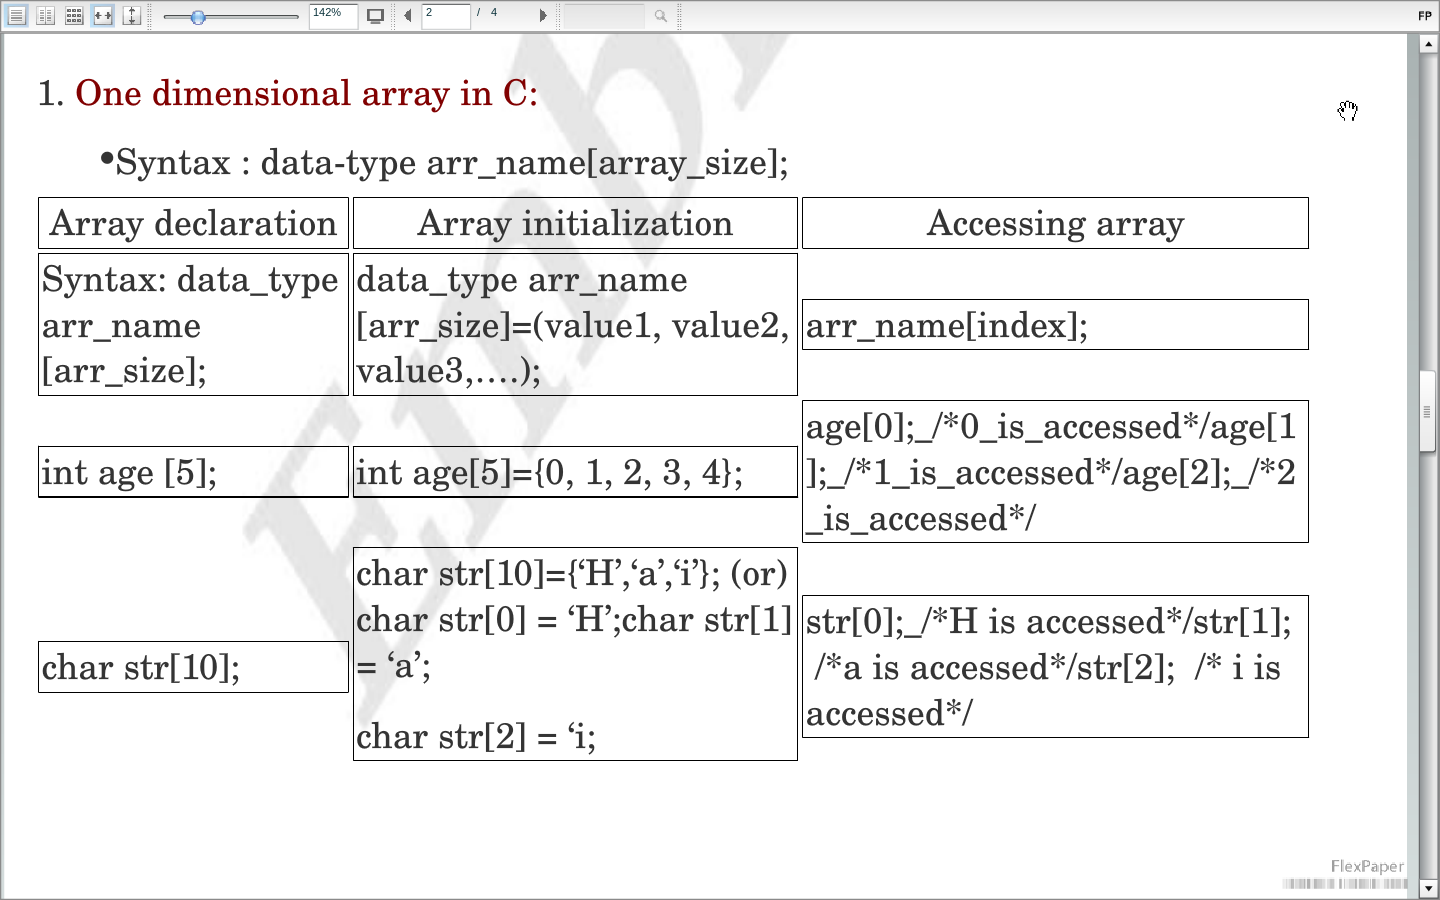 142%
2 / 4
FP
1. One dimensional array in C:
•Syntax : data-type arr_name[array_size];
Array declaration
Array initialization
Accessing array
Syntax: data_type
arr_name
[arr_size];
data_type arr_name
[arr_size]=(value1, value2,
value3,....);
arr_name[index];
int age [5];
int age[5]={0, 1, 2, 3, 4};
age[0];_/*0_is_accessed*/age[1
];_/*1_is_accessed*/age[2];_/*2
_is_accessed*/
char str[10];
char str[10]={‘H’,‘a’,‘i’}; (or)
char str[0] = ‘H’;char str[1]
= ‘a’;
char str[2] = ‘i;
str[0];_/*H is accessed*/str[1];
/*a is accessed*/str[2];  /* i is
accessed*/
FlexPaper